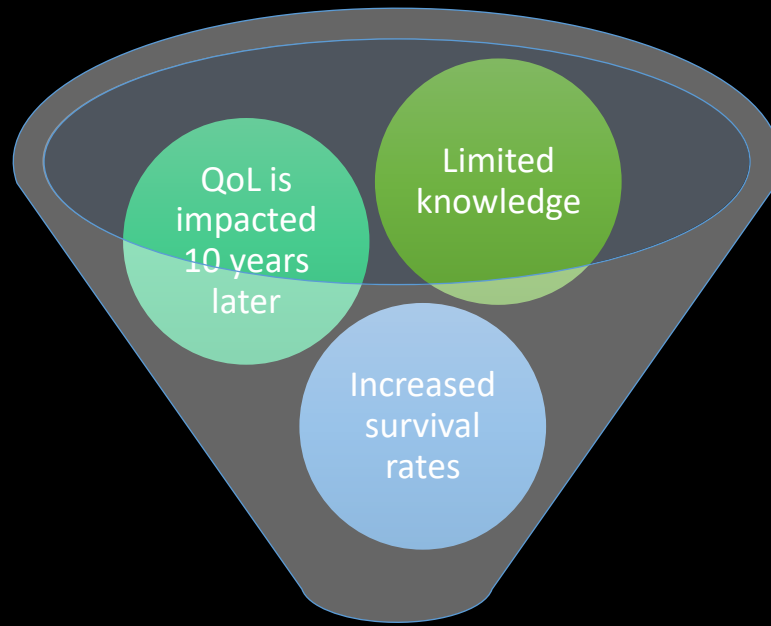 QoL is
impacted
10 years
later
Limited
knowledge
Increased
survival
rates